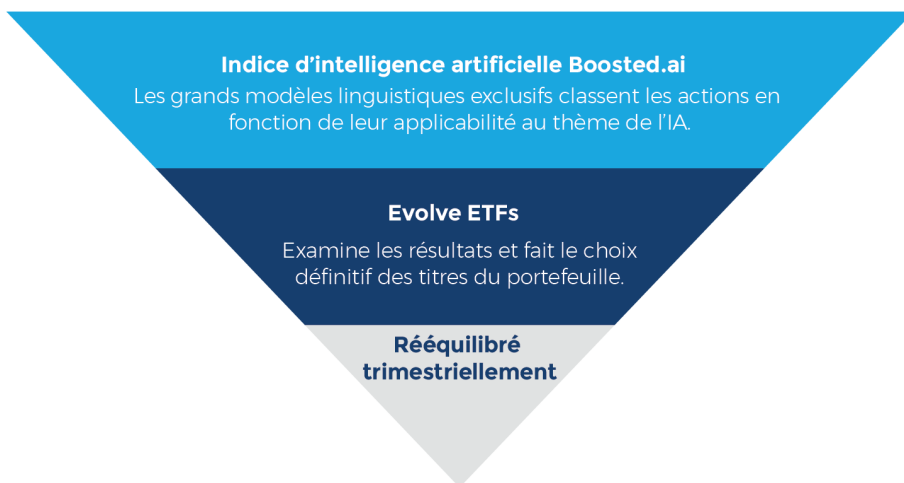 Indice d’intelligence artificielle Boosted.ai
Les grands modèles linguistiques exclusifs classent les actions en
fonction de leur applicabilité au thème de l’IA.
Evolve ETFs
Examine les résultats et fait le choix
définitif des titres du portefeuille.
Rééquilibré
trimestriellement